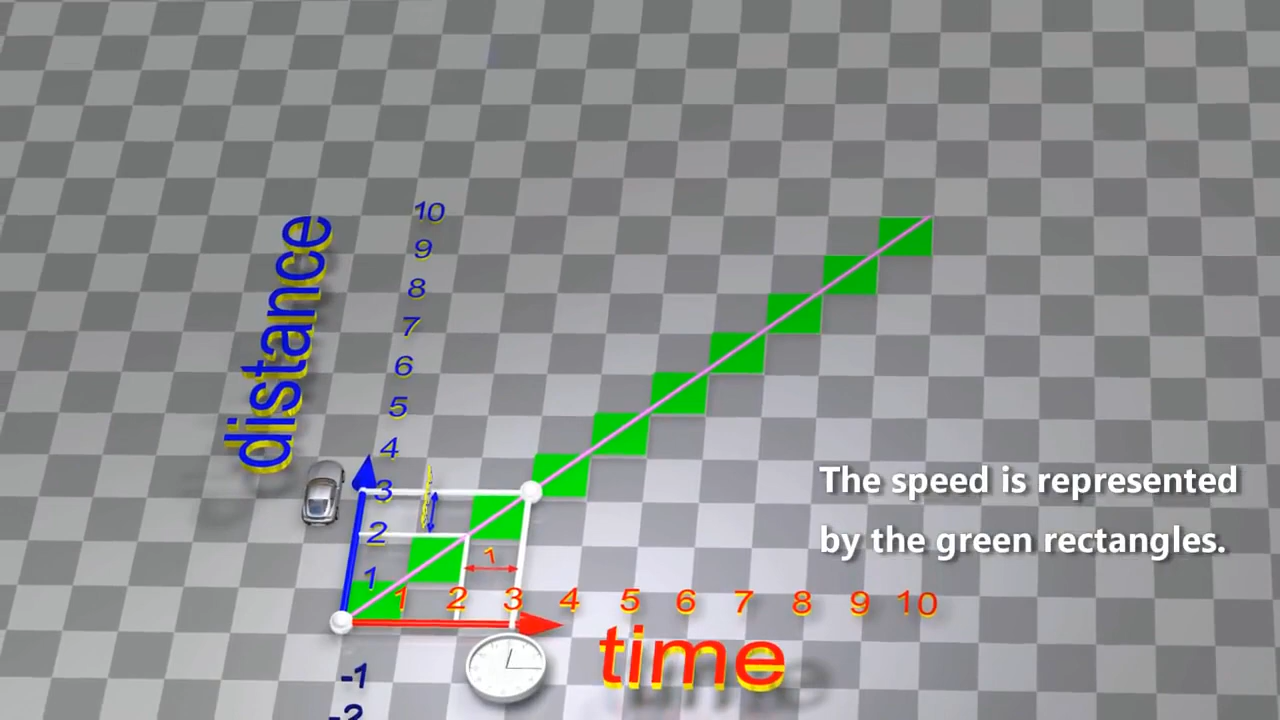 distance
10
9
8
7
6
5
4
3
2
1
The speed is represented
by the green rectangles.
1
1 2 3 4 5 6 7 8 9 10
time
-1
-2